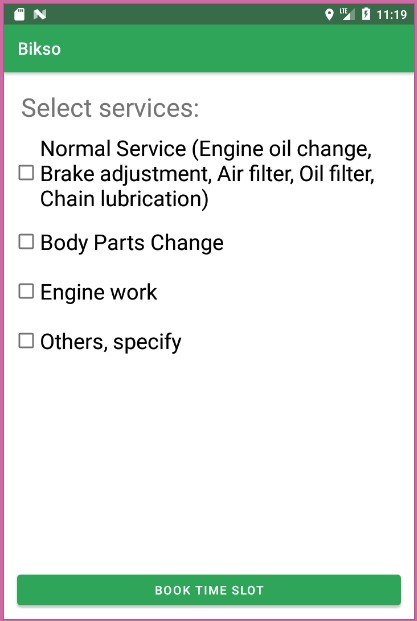 LTE 11:19
Bikso
Select services:
Normal Service (Engine oil change,
Brake adjustment, Air filter, Oil filter,
Chain lubrication)
Body Parts Change
Engine work
Others, specify
BOOK TIME SLOT